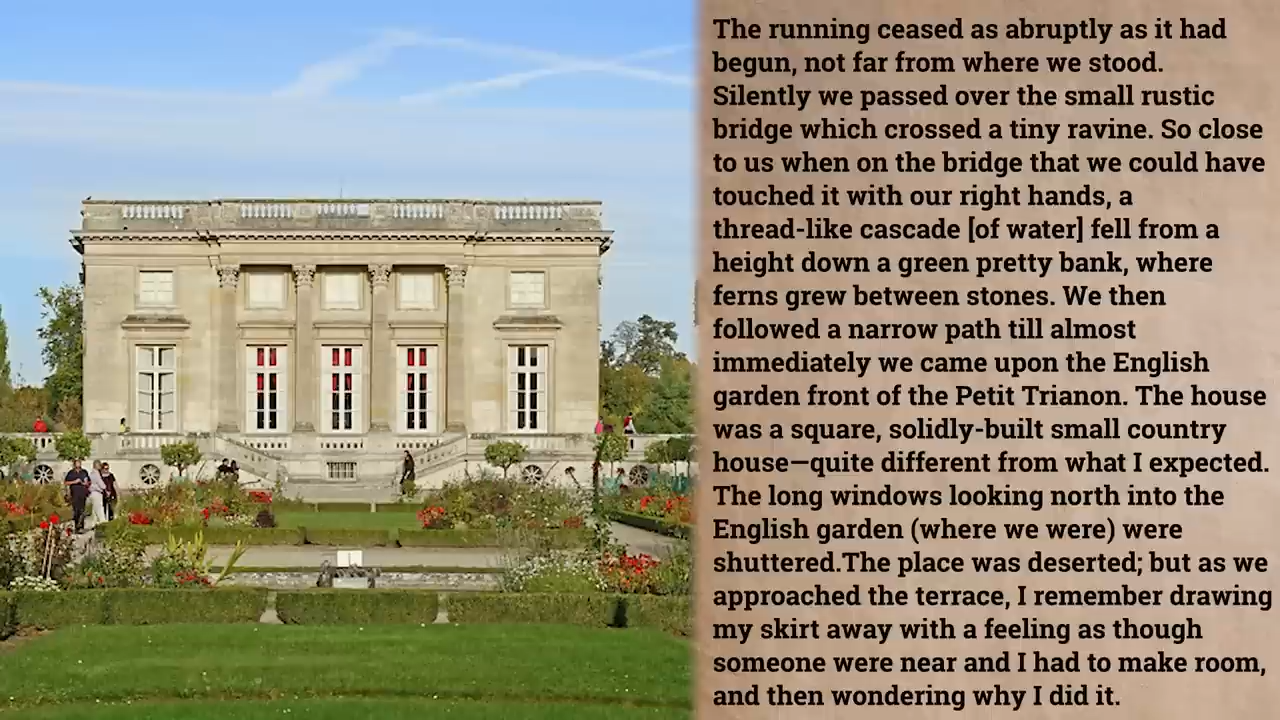 The running ceased as abruptly as it had
begun, not far from where we stood.
Silently we passed over the small rustic
bridge which crossed a tiny ravine. So close
to us when on the bridge that we could have
touched it with our right hands, a
thread-like cascade [of water] fell from a
height down a green pretty bank, where
ferns grew between stones. We then
followed a narrow path till almost
immediately we came upon the English
garden front of the Petit Trianon. The house
was a square, solidly-built small country
house—quite different from what I expected.
The long windows looking north into the
English garden (where we were) were
shuttered.The place was deserted; but as we
approached the terrace, I remember drawing
my skirt away with a feeling as though
someone were near and I had to make room,
and then wondering why I did it.